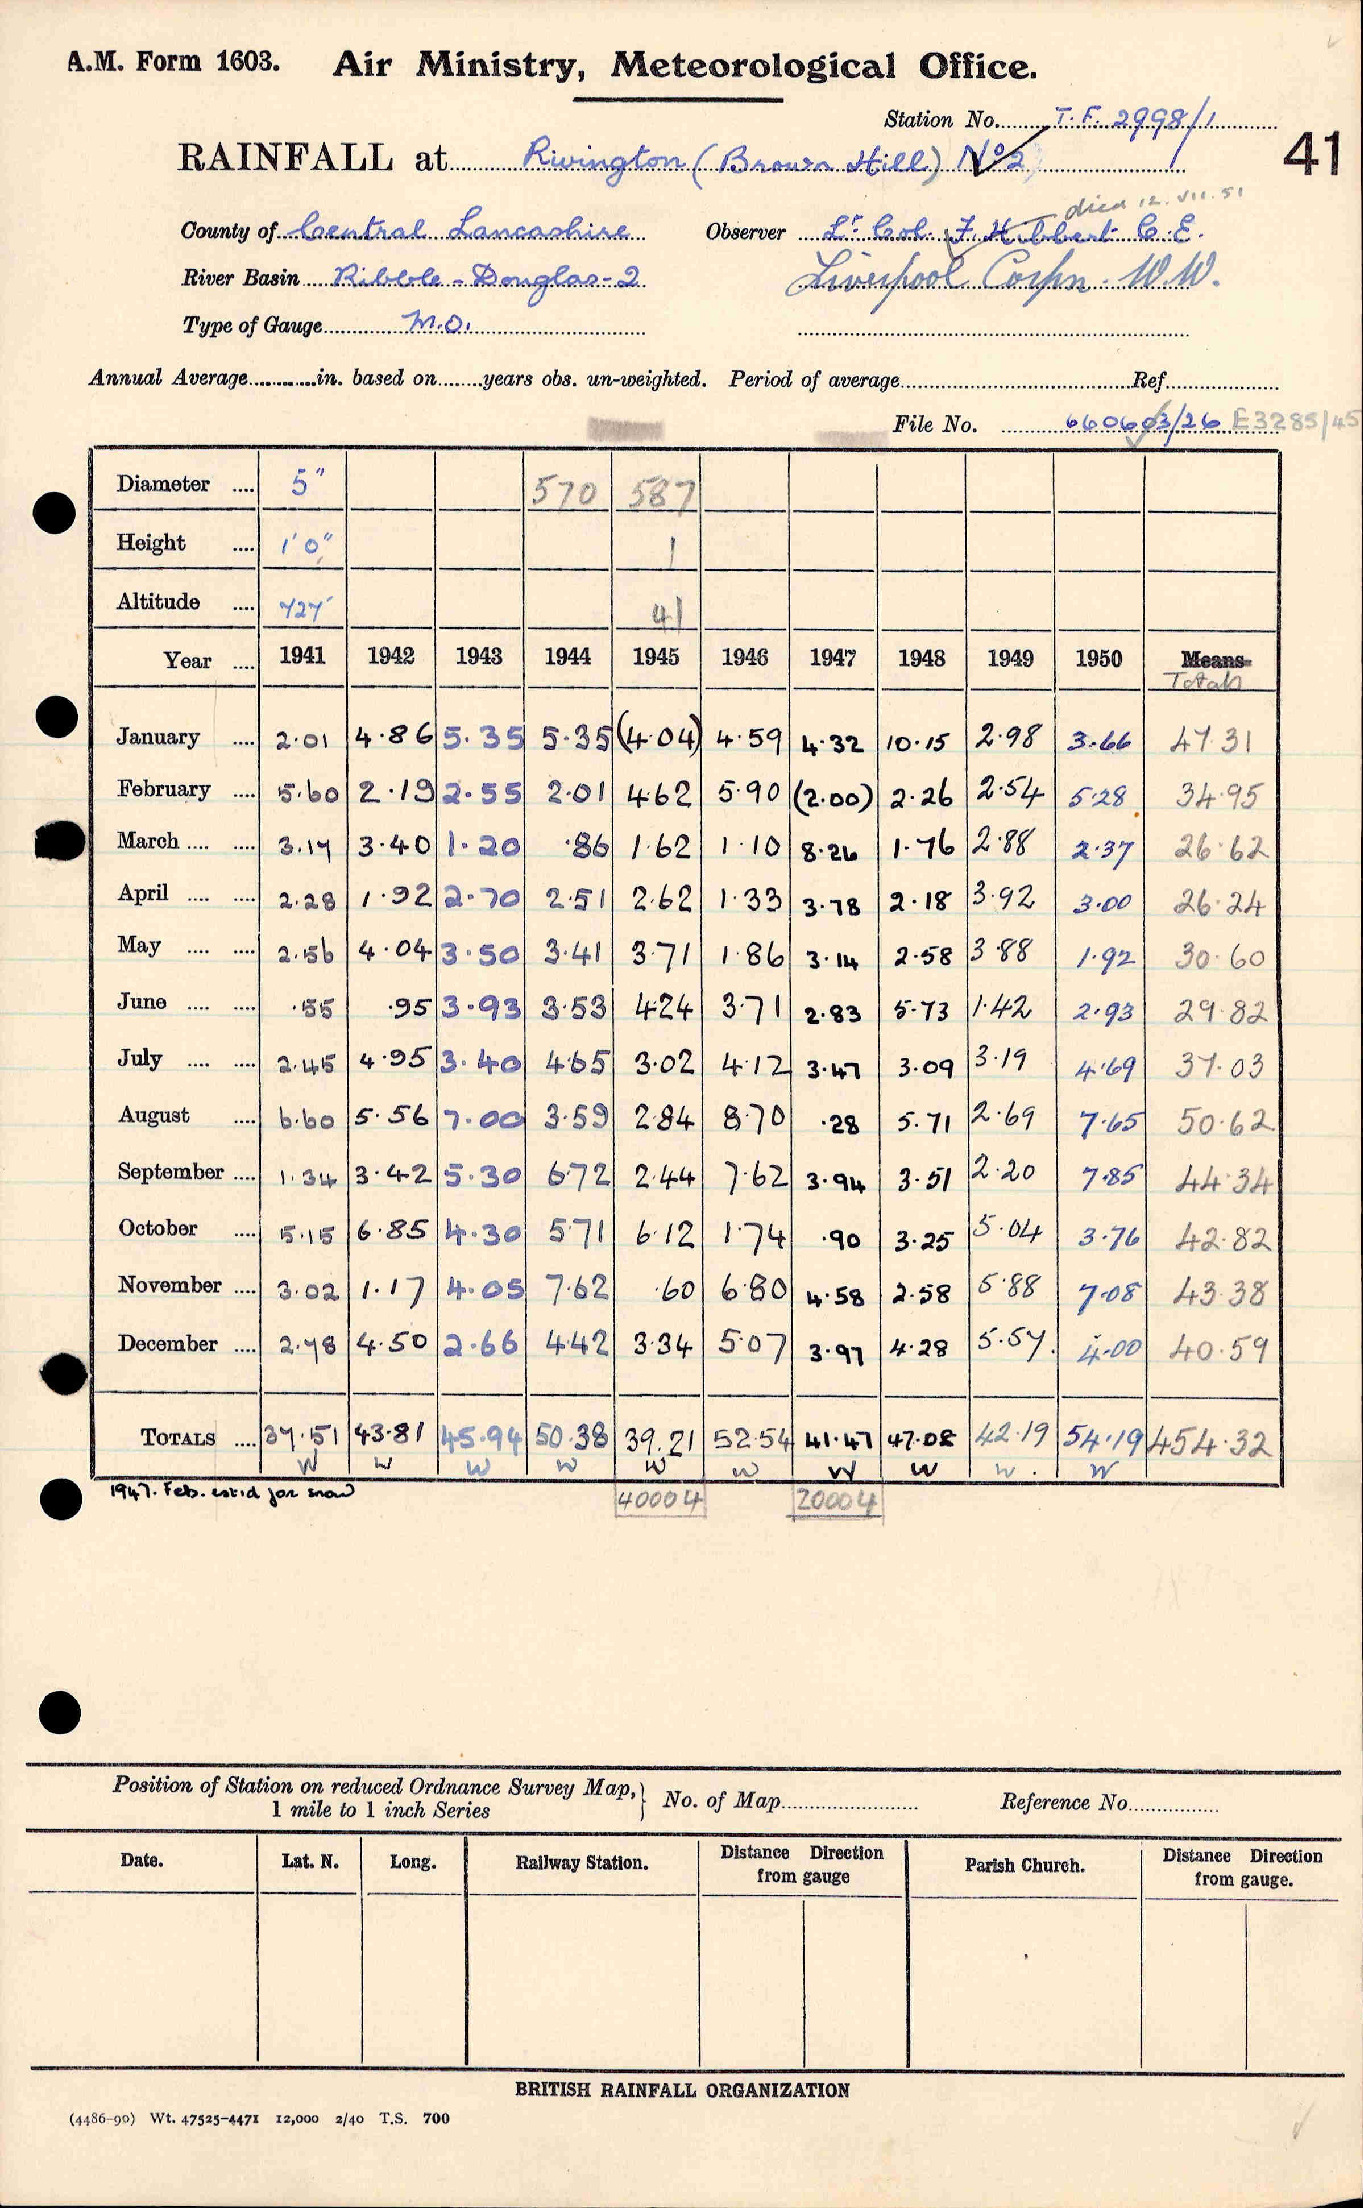 A.M. Form 1603. Air Ministry, Meteorological Office.
Station No. T.F. 2998/1
RAINFALL at Rivington (Brown Hill) No 2 41
died 12.VII.51
County of Central Lancashire Observer Lt. Col. F. Hibbert C.E.
River Basin Ribble - Douglas - 2 Liverpool Corpn. W.W.
Type of Gauge M.O.
Annual Average in. based on years obs. un-weighted. Period of average Ref
File No. 660603/26 E3285/45
Diameter .... 5" 570 587
Height .... 1'0" 1
Altitude .... 727' 41
Year .... 1941 1942 1943 1944 1945 1946 1947 1948 1949 1950 Means
Totals
January .... 2.01 4.86 5.35 5.35 (4.04) 4.59 4.32 10.15 2.98 3.66 47.31
February .... 5.60 2.19 2.55 2.01 4.62 5.90 (2.00) 2.26 2.54 5.28 34.95
March .... .... 3.17 3.40 1.20 .86 1.62 1.10 8.26 1.76 2.88 2.37 26.62
April .... .... 2.28 1.92 2.70 2.51 2.62 1.33 3.78 2.18 3.92 3.00 26.24
May .... .... 2.56 4.04 3.50 3.41 3.71 1.86 3.14 2.58 3.88 1.92 30.60
June .... .... .55 .95 3.93 3.53 4.24 3.71 2.83 5.73 1.42 2.93 29.82
July .... .... 2.45 4.95 3.40 4.65 3.02 4.12 3.47 3.09 3.19 4.69 37.03
August .... 6.60 5.56 7.00 3.59 2.84 8.70 .28 5.71 2.69 7.65 50.62
September .... 1.34 3.42 5.30 6.72 2.44 7.62 3.94 3.51 2.20 7.85 44.34
October .... 5.15 6.85 4.30 5.71 6.12 1.74 .90 3.25 5.04 3.76 42.82
November .... 3.02 1.17 4.05 7.62 .60 6.80 4.58 2.58 5.88 7.08 43.38
December .... 2.78 4.50 2.66 4.42 3.34 5.07 3.97 4.28 5.57 4.00 40.59
TOTALS .... 37.51 43.81 45.94 50.38 39.21 52.54 41.47 47.08 42.19 54.19 454.32
W W W W W W W W W W
1947. Feb. est'd for snow 40004 20004
Position of Station on reduced Ordnance Survey Map, } No. of Map Reference No
1 mile to 1 inch Series
Date. Lat. N. Long. Railway Station. Distance from gauge Direction Parish Church. Distance from gauge. Direction
BRITISH RAINFALL ORGANIZATION
(4486-90) Wt. 47525-4471 12,000 2/40 T.S. 700